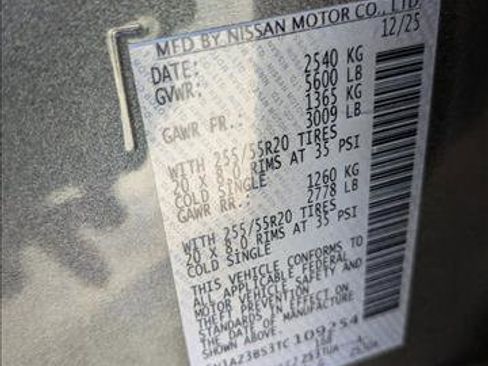 MFD BY NISSAN MOTOR CO., LTD.
DATE: 12/25
GVWR: 2540 KG
5600 LB
GAWR FR.: 1365 KG
3009 LB
WITH 255/55R20 TIRES
20 X 8.0 RIMS AT 35 PSI
COLD SINGLE
GAWR RR.: 1260 KG
2778 LB
WITH 255/55R20 TIRES
20 X 8.0 RIMS AT 35 PSI
COLD SINGLE
THIS VEHICLE CONFORMS TO
ALL APPLICABLE FEDERAL
MOTOR VEHICLE SAFETY AND
THEFT PREVENTION
STANDARDS IN EFFECT ON
THE DATE OF MANUFACTURE
SHOWN ABOVE.
109254